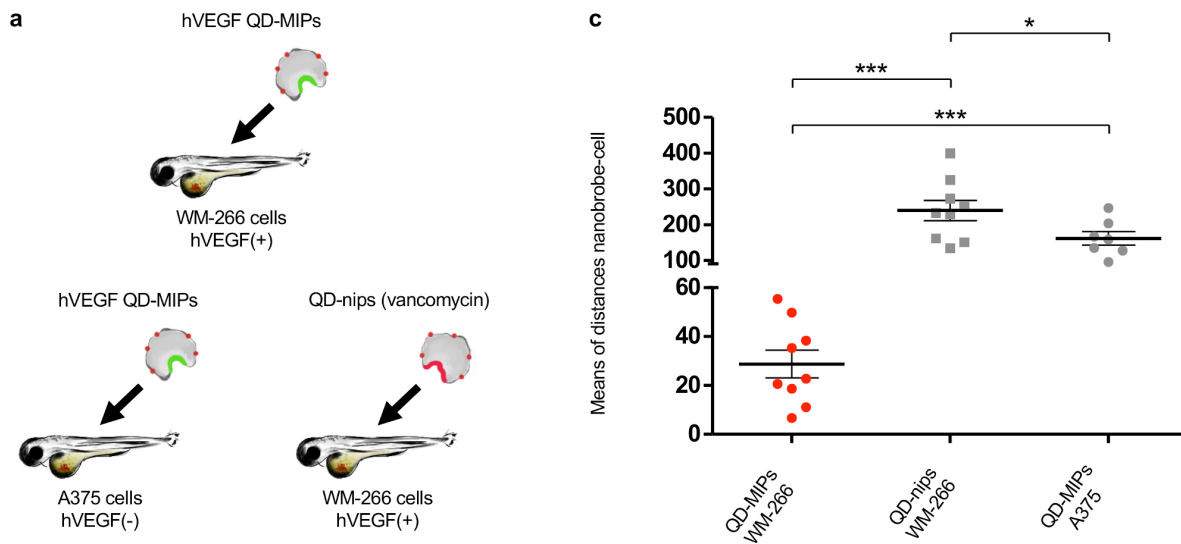 a
hVEGF QD-MIPs
WM-266 cells
hVEGF(+)
hVEGF QD-MIPs
A375 cells
hVEGF(-)
QD-nips (vancomycin)
WM-266 cells
hVEGF(+)
c
*
***
***
Means of distances nanobrobe-cell
500
400
300
200
100
60
40
20
0
QD-MIPs
WM-266
QD-nips
WM-266
QD-MIPs
A375